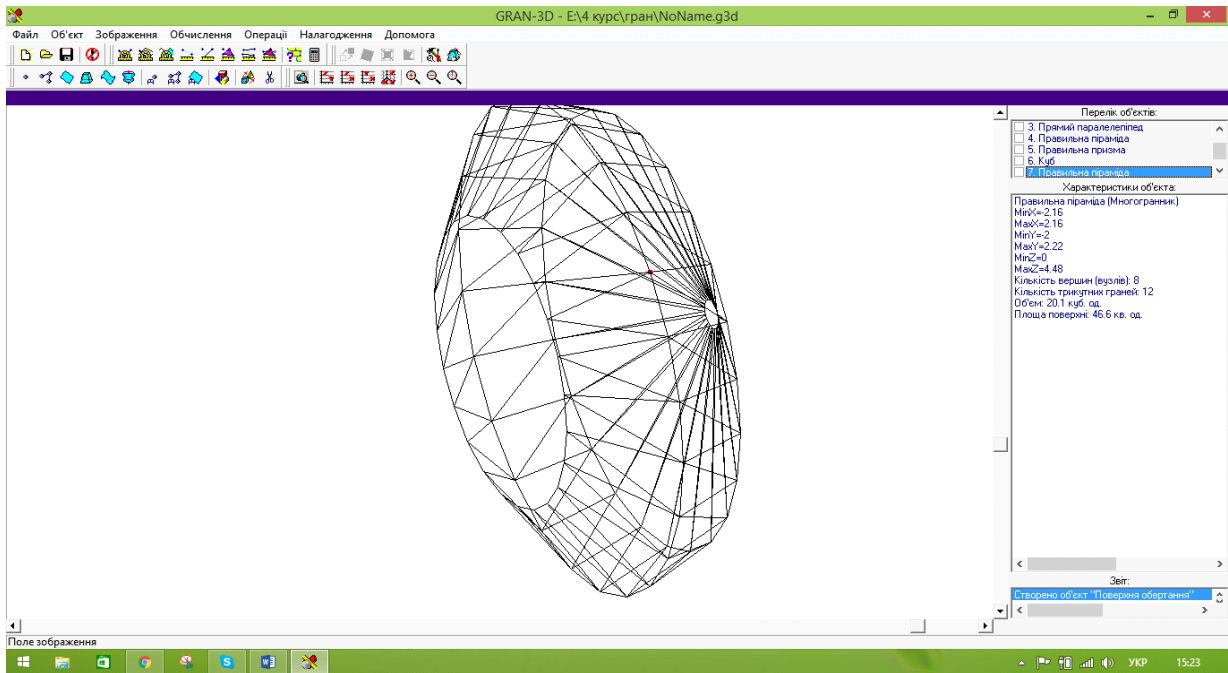 GRAN-3D - E:\4 курс\гран\NoName.g3d
Файл Об'єкт Зображення Обчислення Операції Налагодження Допомога
Перелік об'єктів:
3. Прямий паралелепіпед
4. Правильна піраміда
5. Правильна призма
6. Куб
7. Правильна піраміда
Характеристики об'єкта:
Правильна піраміда (Многогранник)
MinX=-2.16
MaxX=2.16
MinY=-2
MaxY=2.22
MinZ=0
MaxZ=4.48
Кількість вершин (вузлів): 8
Кількість трикутних граней: 12
Об'єм: 20.1 куб. од.
Площа поверхні: 46.6 кв. од.
Звіт:
Створено об'єкт "Поверхня обертання"
Поле зображення
УКР 15:23